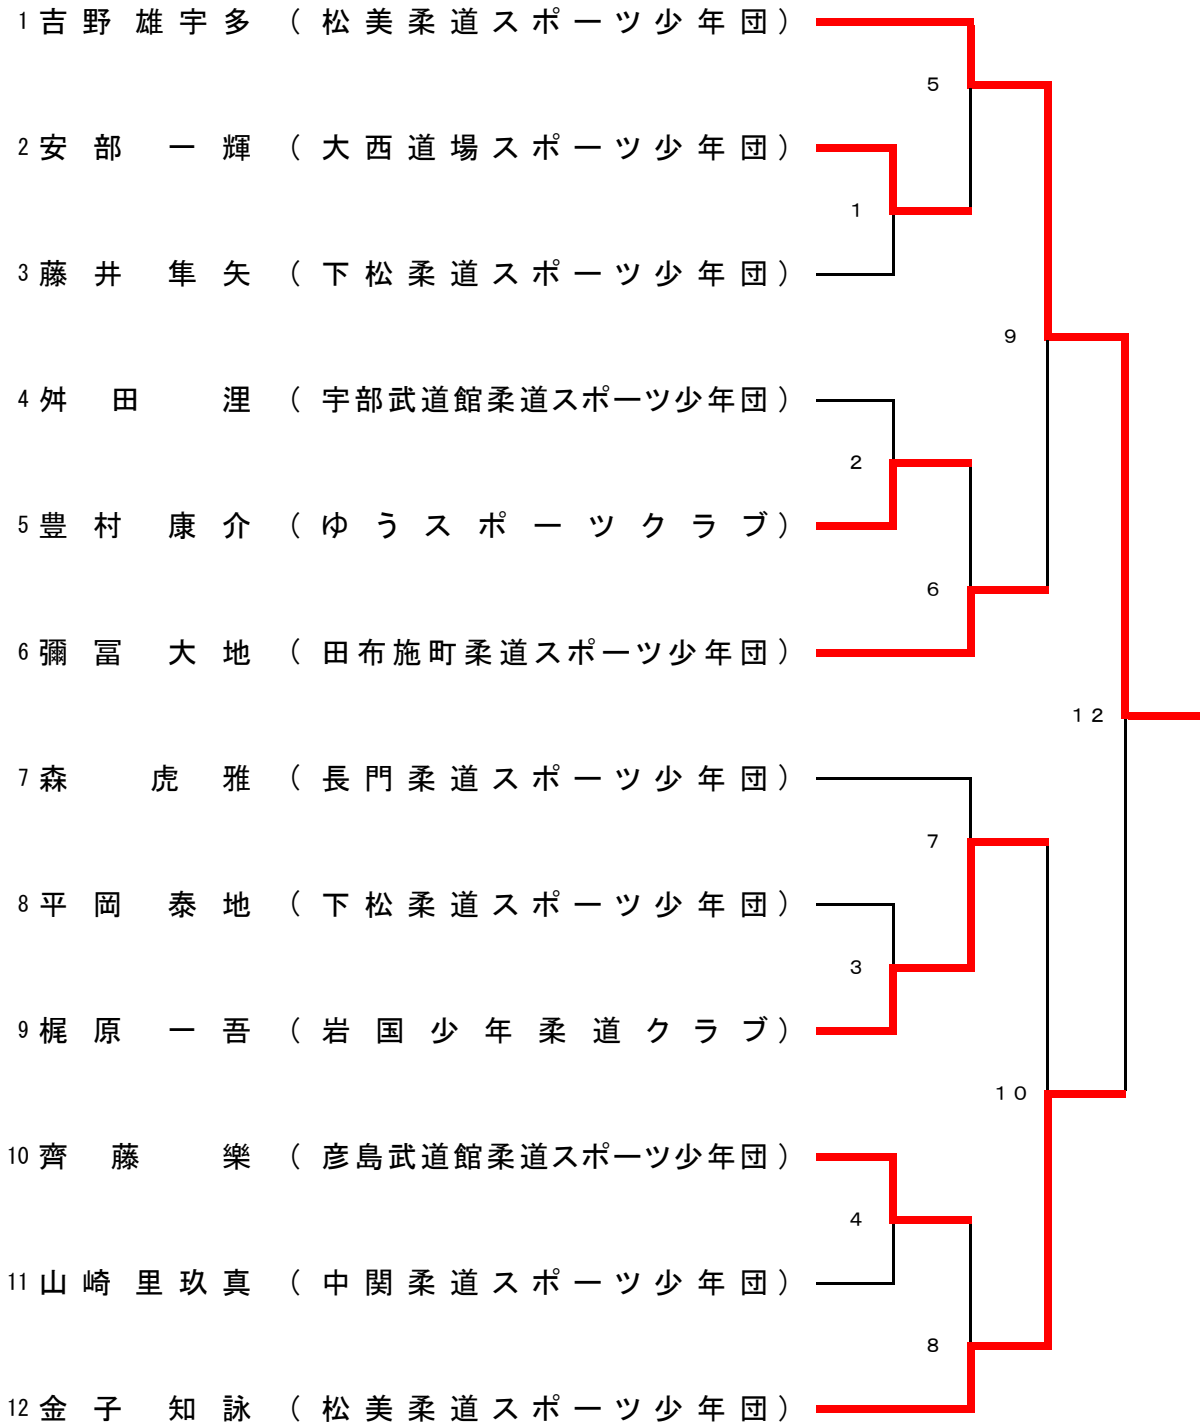 1 吉野雄宇多 (松美柔道スポーツ少年団)
5
2 安部 一輝 (大西道場スポーツ少年団)
1
3 藤井 隼矢 (下松柔道スポーツ少年団)
9
4 舛田 浬 (宇部武道館柔道スポーツ少年団)
2
5 豊村 康介 (ゆうスポーツクラブ)
6
6 彌冨 大地 (田布施町柔道スポーツ少年団)
12
7 森 虎雅 (長門柔道スポーツ少年団)
7
8 平岡 泰地 (下松柔道スポーツ少年団)
3
9 梶原 一吾 (岩国少年柔道クラブ)
10
10 齊藤 樂 (彦島武道館柔道スポーツ少年団)
4
11 山崎里玖真 (中関柔道スポーツ少年団)
8
12 金子 知詠 (松美柔道スポーツ少年団)